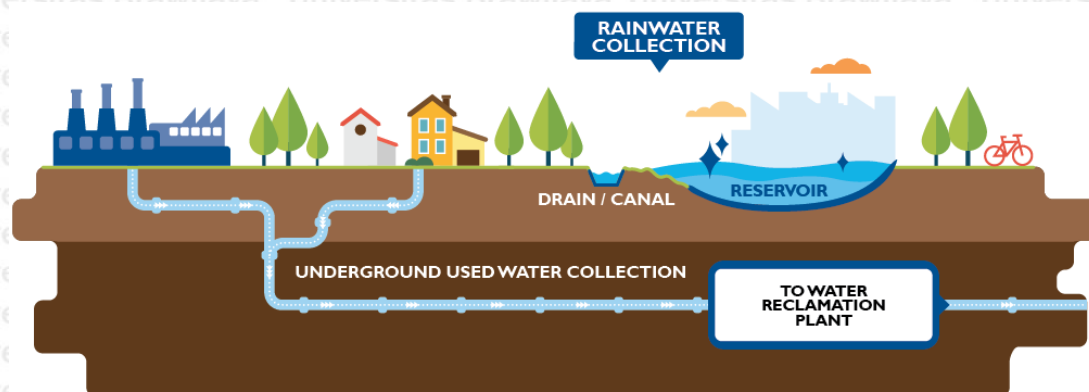 RAINWATER
COLLECTION
DRAIN / CANAL
RESERVOIR
UNDERGROUND USED WATER COLLECTION
TO WATER
RECLAMATION
PLANT